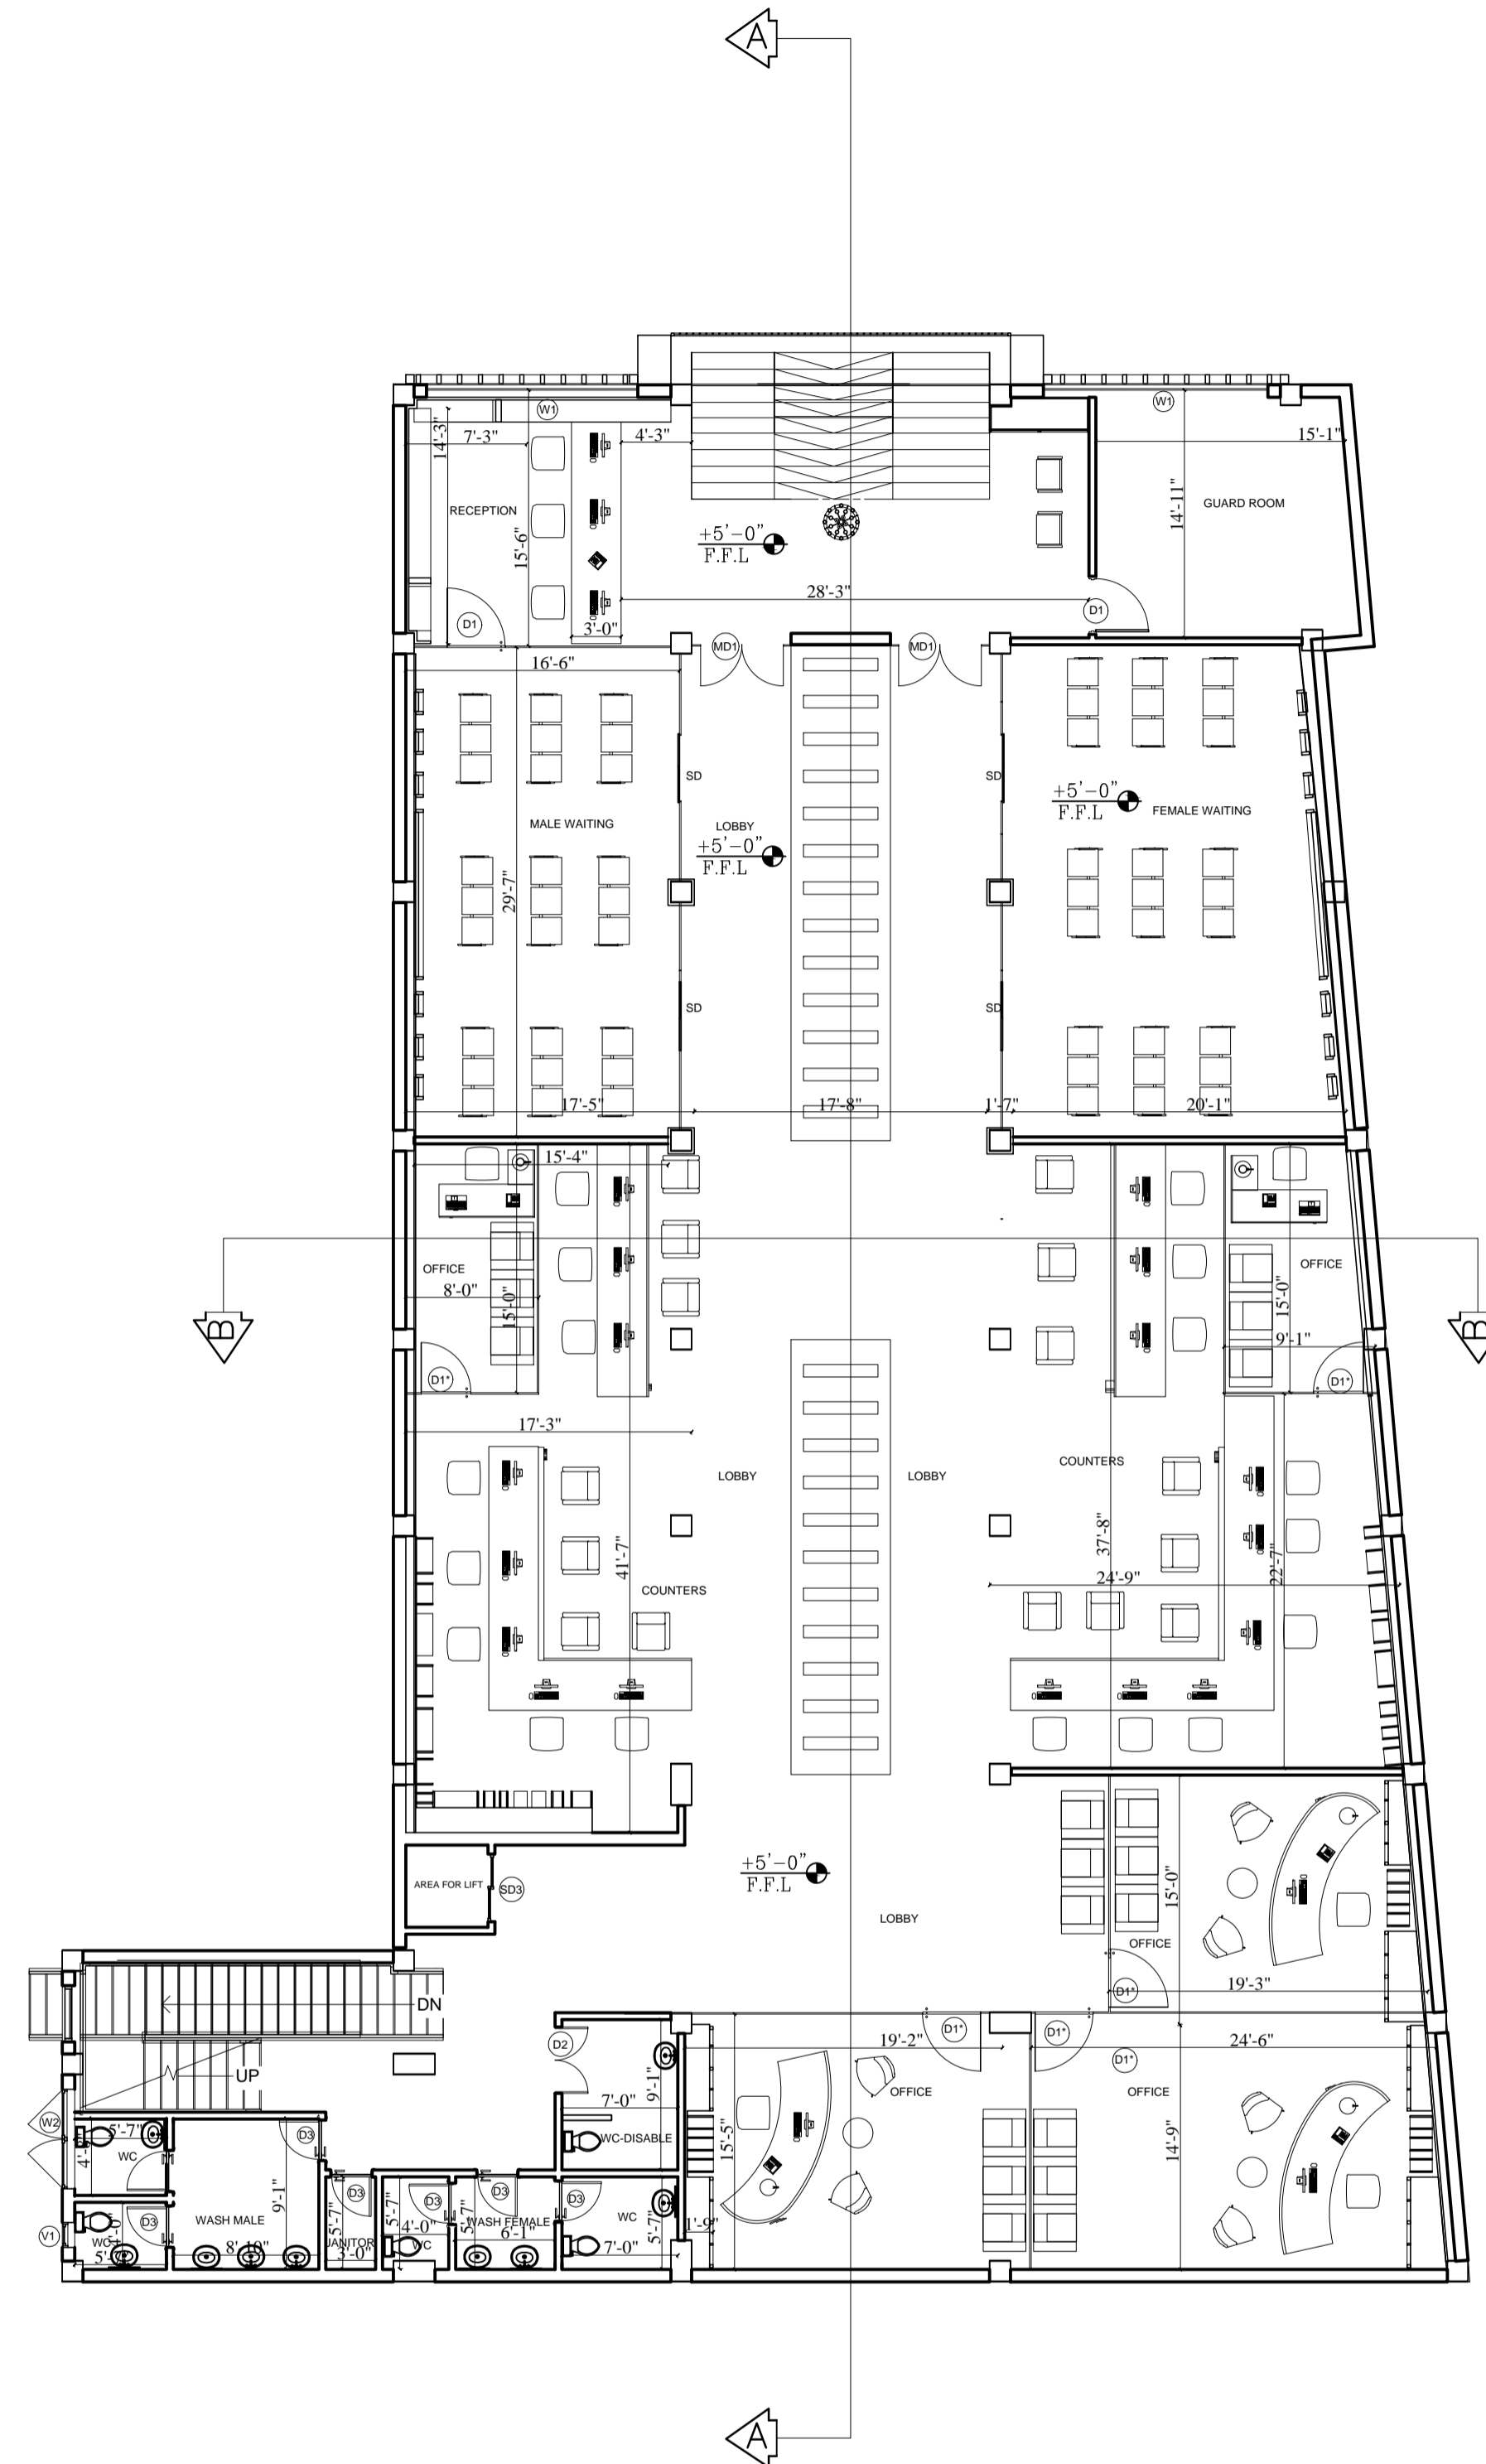 A
W1
W1
14'-3"
7'-3"
4'-3"
15'-1"
RECEPTION
15'-6"
+5'-0"
F.F.L
14'-11"
GUARD ROOM
28'-3"
D1
3'-0"
D1
MD1
MD1
16'-6"
SD
SD
MALE WAITING
LOBBY
+5'-0"
F.F.L
+5'-0"
F.F.L
FEMALE WAITING
29'-7"
SD
SD
17'-5"
17'-8"
1'-7"
20'-1"
15'-4"
OFFICE
8'-0"
15'-0"
OFFICE
15'-0"
9'-1"
B
B
D1*
D1*
17'-3"
LOBBY
LOBBY
COUNTERS
41'-7"
COUNTERS
37'-8"
24'-9"
22'-7"
AREA FOR LIFT
SD3
+5'-0"
F.F.L
LOBBY
15'-0"
OFFICE
D1*
19'-3"
DN
UP
D2
19'-2"
D1*
D1*
D1*
24'-6"
OFFICE
OFFICE
9'-1"
7'-0"
WC-DISABLE
15'-5"
14'-9"
W2
5'-7"
WC
D3
V1
WC
D3
WASH MALE
9'-1"
8'-10"
D3
5'-7"
JANITOR
3'-0"
5'-7"
D3
4'-0"
WC
5'-7"
D3
WASH FEMALE
6'-1"
D3
WC
7'-0"
5'-7"
1'-9"
A